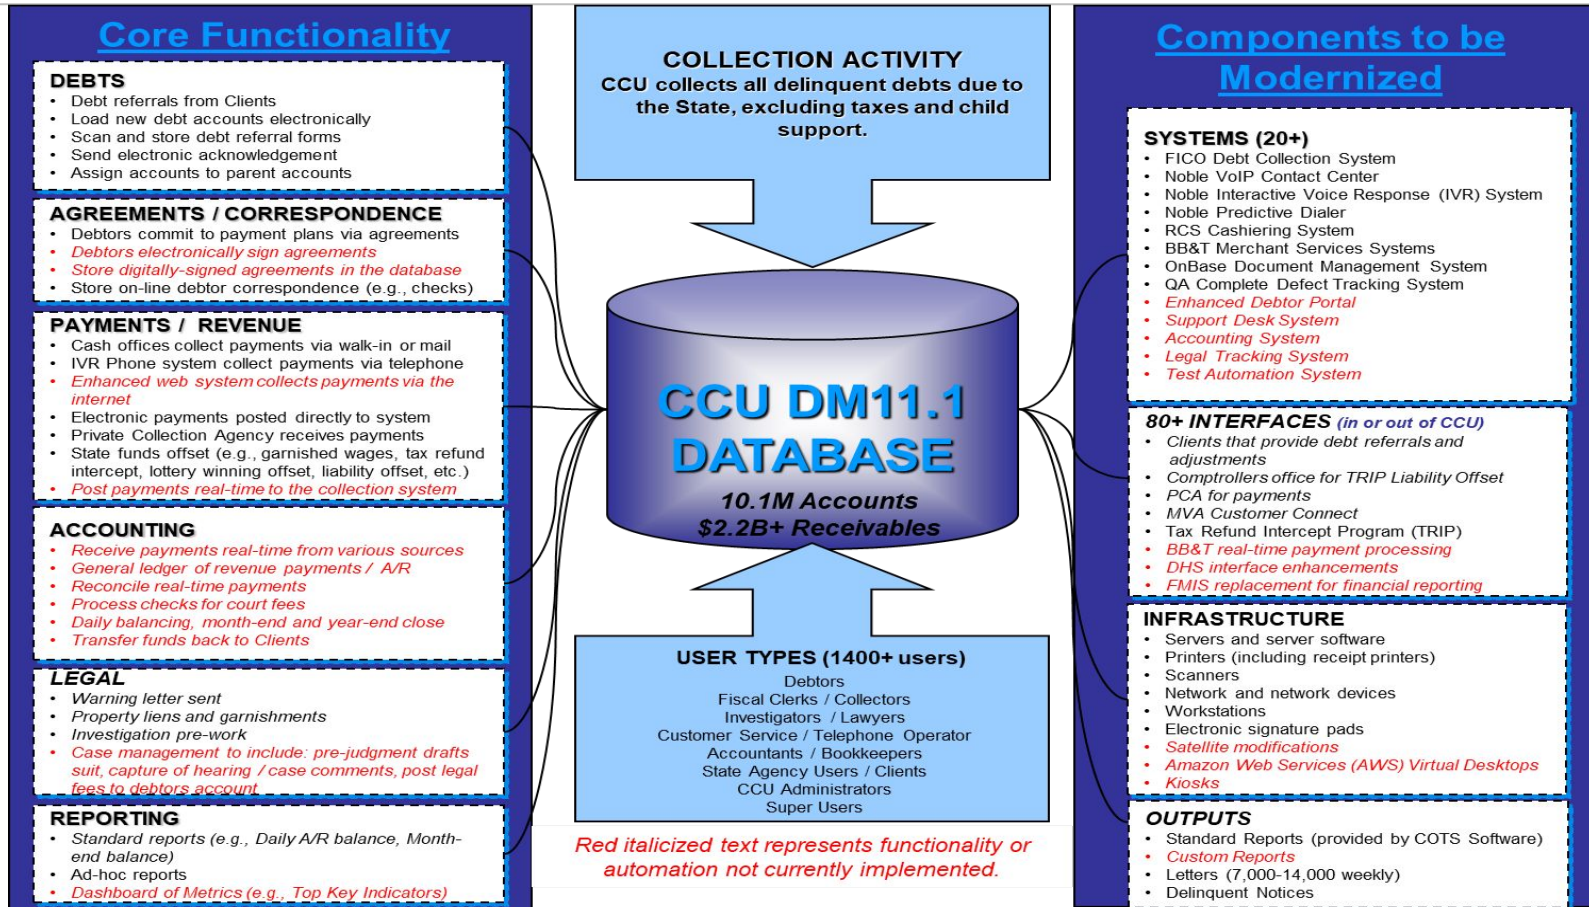 Core Functionality
DEBTS
• Debt referrals from Clients
• Load new debt accounts electronically
• Scan and store debt referral forms
• Send electronic acknowledgement
• Assign accounts to parent accounts
AGREEMENTS / CORRESPONDENCE
• Debtors commit to payment plans via agreements
• Debtors electronically sign agreements
• Store digitally-signed agreements in the database
• Store on-line debtor correspondence (e.g., checks)
PAYMENTS / REVENUE
• Cash offices collect payments via walk-in or mail
• IVR Phone system collect payments via telephone
• Enhanced web system collects payments via the
internet
• Electronic payments posted directly to system
• Private Collection Agency receives payments
• State funds offset (e.g., garnished wages, tax refund
intercept, lottery winning offset, liability offset, etc.)
• Post payments real-time to the collection system
ACCOUNTING
• Receive payments real-time from various sources
• General ledger of revenue payments / A/R
• Reconcile real-time payments
• Process checks for court fees
• Daily balancing, month-end and year-end close
• Transfer funds back to Clients
LEGAL
• Warning letter sent
• Property liens and garnishments
• Investigation pre-work
• Case management to include: pre-judgment drafts
suit, capture of hearing / case comments, post legal
fees to debtors account
REPORTING
• Standard reports (e.g., Daily A/R balance, Month-
end balance)
• Ad-hoc reports
• Dashboard of Metrics (e.g., Top Key Indicators)
COLLECTION ACTIVITY
CCU collects all delinquent debts due to
the State, excluding taxes and child
support.
CCU DM11.1
DATABASE
10.1M Accounts
$2.2B+ Receivables
USER TYPES (1400+ users)
Debtors
Fiscal Clerks / Collectors
Investigators / Lawyers
Customer Service / Telephone Operator
Accountants / Bookkeepers
State Agency Users / Clients
CCU Administrators
Super Users
Red italicized text represents functionality or
automation not currently implemented.
Components to be
Modernized
SYSTEMS (20+)
• FICO Debt Collection System
• Noble VoIP Contact Center
• Noble Interactive Voice Response (IVR) System
• Noble Predictive Dialer
• RCS Cashiering System
• BB&T Merchant Services Systems
• OnBase Document Management System
• QA Complete Defect Tracking System
• Enhanced Debtor Portal
• Support Desk System
• Accounting System
• Legal Tracking System
• Test Automation System
80+ INTERFACES (in or out of CCU)
• Clients that provide debt referrals and
adjustments
• Comptrollers office for TRIP Liability Offset
• PCA for payments
• MVA Customer Connect
• Tax Refund Intercept Program (TRIP)
• BB&T real-time payment processing
• DHS interface enhancements
• FMIS replacement for financial reporting
INFRASTRUCTURE
• Servers and server software
• Printers (including receipt printers)
• Scanners
• Network and network devices
• Workstations
• Electronic signature pads
• Satellite modifications
• Amazon Web Services (AWS) Virtual Desktops
• Kiosks
OUTPUTS
• Standard Reports (provided by COTS Software)
• Custom Reports
• Letters (7,000-14,000 weekly)
• Delinquent Notices